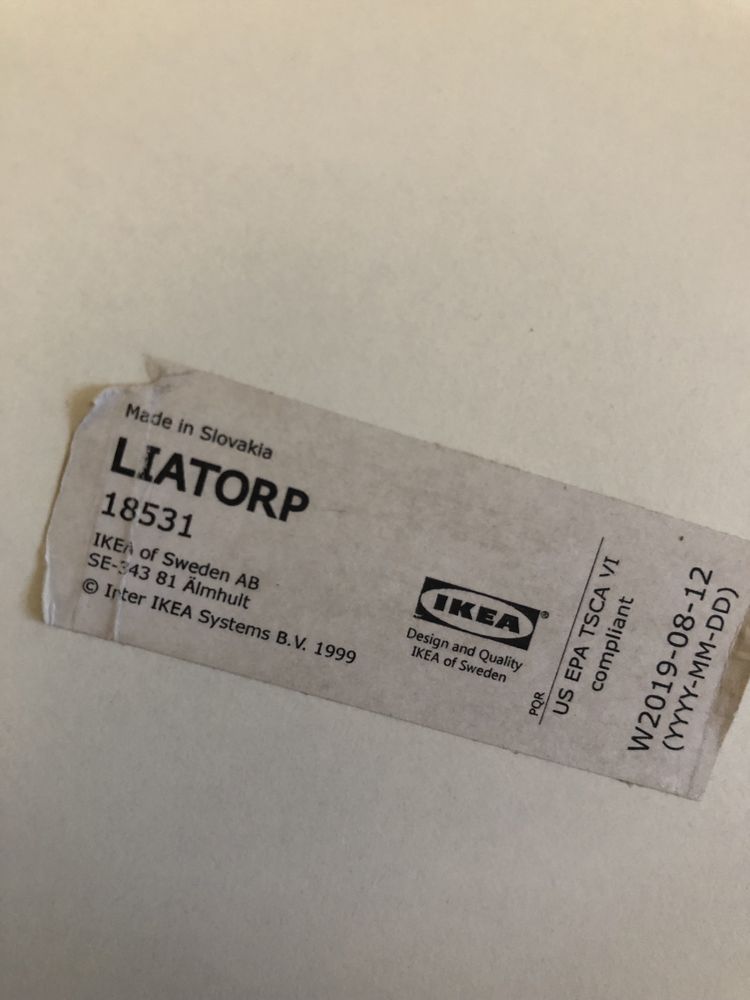 Made in Slovakia
LIATORP
18531
IKEA of Sweden AB
SE-343 81 Älmhult
© Inter IKEA Systems B.V. 1999
IKEA®
Design and Quality
IKEA of Sweden
PQR
US EPA TSCA VI
compliant
W2019-08-12
(YYYY-MM-DD)